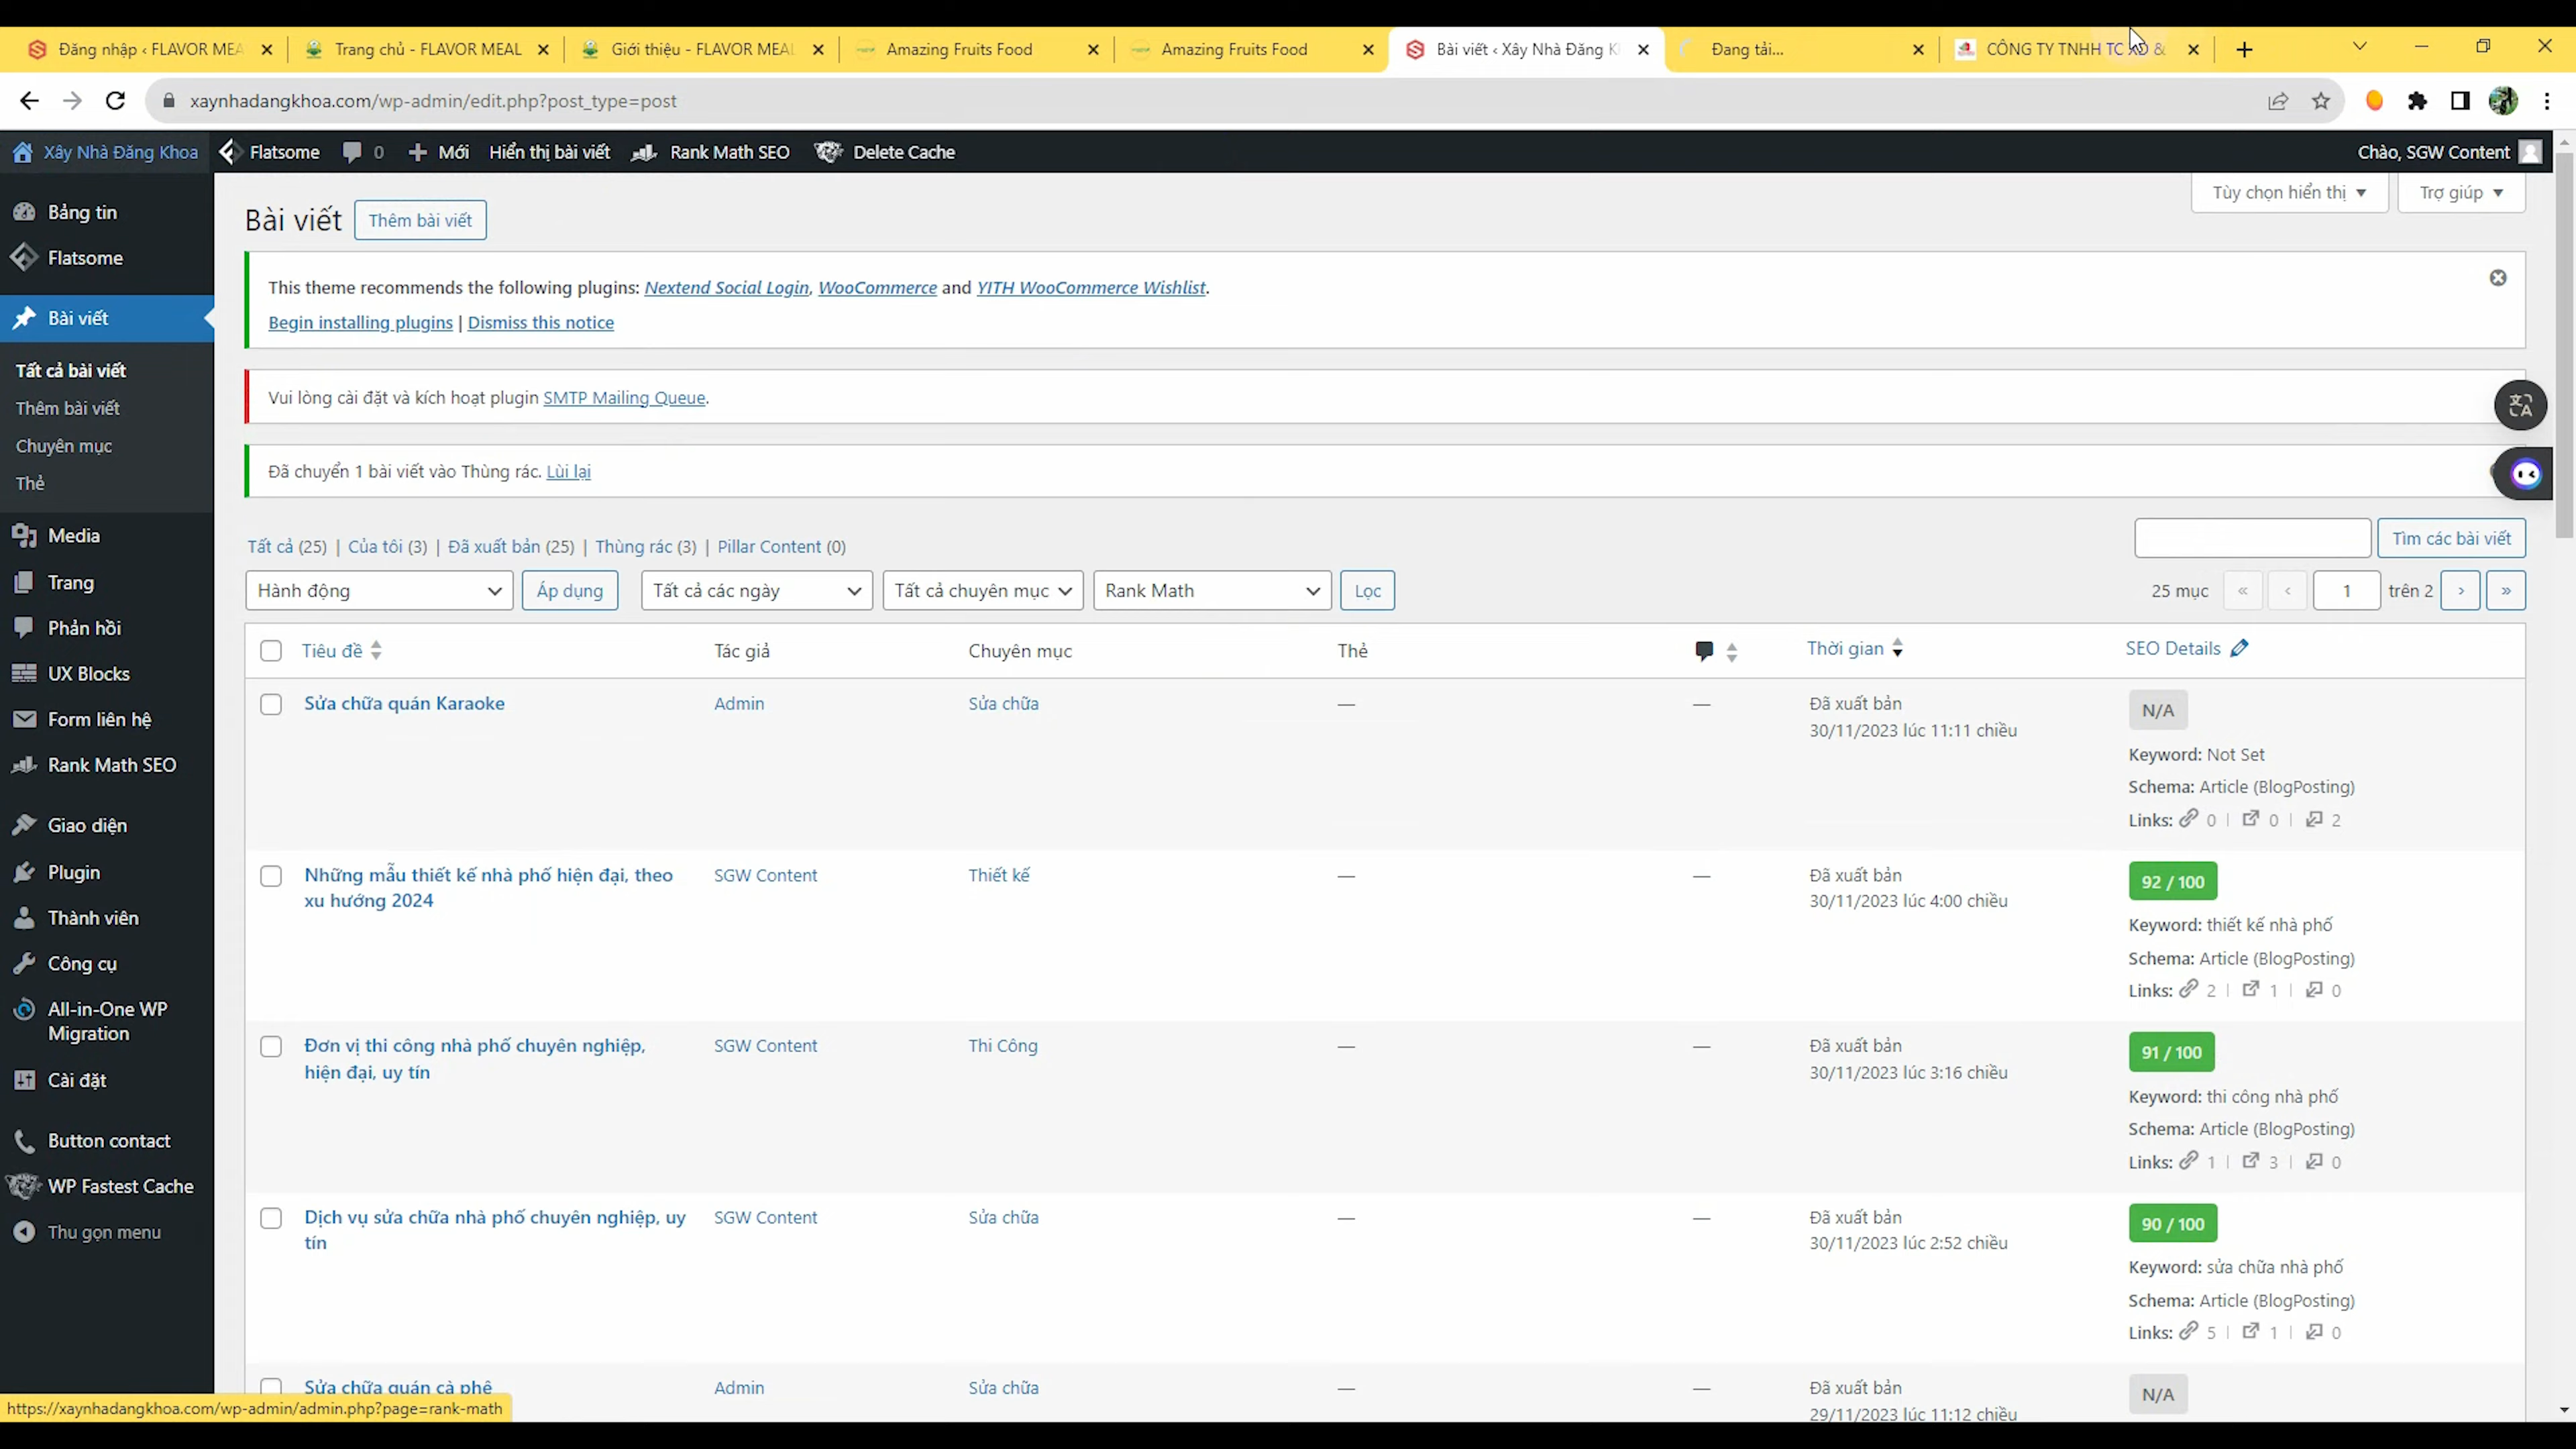 Đăng nhập ‹ FLAVOR MEA
Trang chủ - FLAVOR MEAL
Giới thiệu - FLAVOR MEAL
Amazing Fruits Food
Amazing Fruits Food
Bài viết ‹ Xây Nhà Đăng K
Đang tải...
CÔNG TY TNHH TC XD &
xaynhadangkhoa.com/wp-admin/edit.php?post_type=post
Xây Nhà Đăng Khoa
Flatsome
0
Mới
Hiển thị bài viết
Rank Math SEO
Delete Cache
Chào, SGW Content
Bảng tin
Flatsome
Bài viết
Tất cả bài viết
Thêm bài viết
Chuyên mục
Thẻ
Media
Trang
Phản hồi
UX Blocks
Form liên hệ
Rank Math SEO
Giao diện
Plugin
Thành viên
Công cụ
All-in-One WP
Migration
Cài đặt
Button contact
WP Fastest Cache
Thu gọn menu
Tùy chọn hiển thị
Trợ giúp
Bài viết
Thêm bài viết
This theme recommends the following plugins: Nextend Social Login, WooCommerce and YITH WooCommerce Wishlist.
Begin installing plugins | Dismiss this notice
Vui lòng cài đặt và kích hoạt plugin SMTP Mailing Queue.
Đã chuyển 1 bài viết vào Thùng rác. Lùi lại
Tất cả (25) | Của tôi (3) | Đã xuất bản (25) | Thùng rác (3) | Pillar Content (0)
Tìm các bài viết
Hành động
Áp dụng
Tất cả các ngày
Tất cả chuyên mục
Rank Math
Lọc
25 mục « ‹ 1 trên 2 › »
Tiêu đề
Tác giả
Chuyên mục
Thẻ
Thời gian
SEO Details
Sửa chữa quán Karaoke
Admin
Sửa chữa
—
—
Đã xuất bản
30/11/2023 lúc 11:11 chiều
N/A
Keyword: Not Set
Schema: Article (BlogPosting)
Links: 0 | 0 | 2
Những mẫu thiết kế nhà phố hiện đại, theo
xu hướng 2024
SGW Content
Thiết kế
—
—
Đã xuất bản
30/11/2023 lúc 4:00 chiều
92 / 100
Keyword: thiết kế nhà phố
Schema: Article (BlogPosting)
Links: 2 | 1 | 0
Đơn vị thi công nhà phố chuyên nghiệp,
hiện đại, uy tín
SGW Content
Thi Công
—
—
Đã xuất bản
30/11/2023 lúc 3:16 chiều
91 / 100
Keyword: thi công nhà phố
Schema: Article (BlogPosting)
Links: 1 | 3 | 0
Dịch vụ sửa chữa nhà phố chuyên nghiệp, uy
tín
SGW Content
Sửa chữa
—
—
Đã xuất bản
30/11/2023 lúc 2:52 chiều
90 / 100
Keyword: sửa chữa nhà phố
Schema: Article (BlogPosting)
Links: 5 | 1 | 0
Sửa chữa quán cà phê
Admin
Sửa chữa
—
—
Đã xuất bản
29/11/2023 lúc 11:12 chiều
N/A
https://xaynhadangkhoa.com/wp-admin/admin.php?page=rank-math